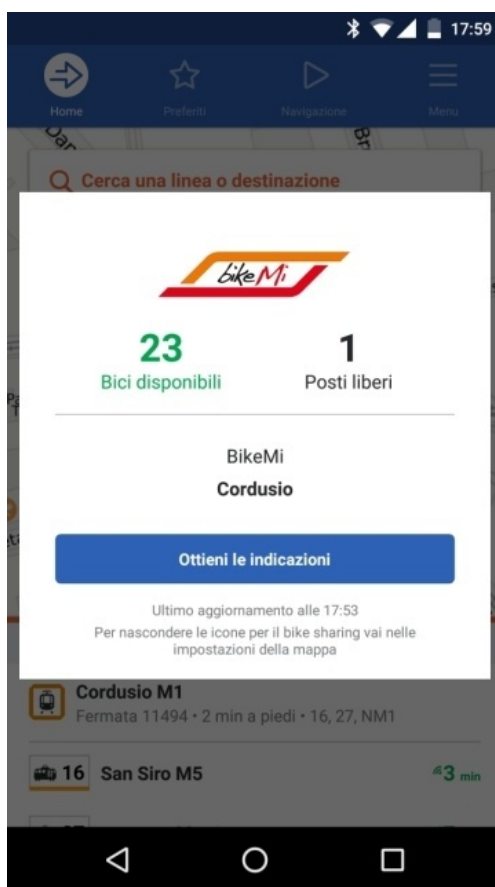 17:59
Home
Preferiti
Navigazione
Menu
Br
Cerca una linea o destinazione
bikeMi
23
1
Bici disponibili
Posti liberi
BikeMi
Cordusio
Ottieni le indicazioni
Ultimo aggiornamento alle 17:53
Per nascondere le icone per il bike sharing vai nelle
impostazioni della mappa
Cordusio M1
Fermata 11494 • 2 min a piedi • 16, 27, NM1
16 San Siro M5
3 min